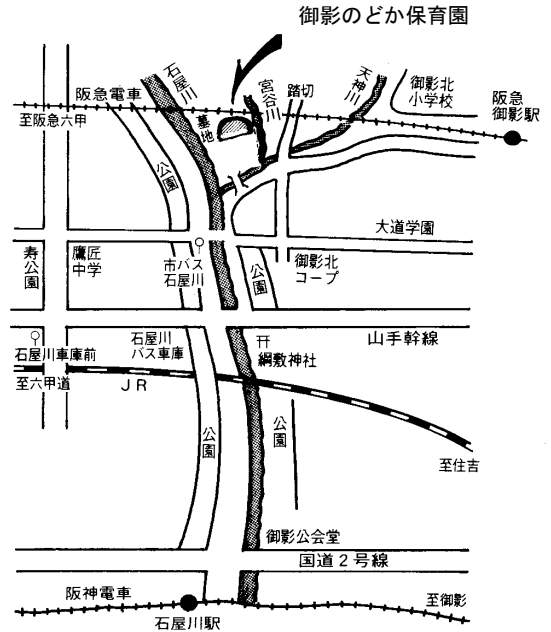 御影のどか保育園
石屋川
宮谷川
踏切
天神川
御影北
小学校
阪急
御影駅
阪急電車
至阪急六甲
墓地
公園
大道学園
寿公園
鷹匠
中学
市バス
石屋川
公園
御影北
コープ
石屋川車庫前
石屋川
バス車庫
綱敷神社
山手幹線
至六甲道
JR
公園
公園
至住吉
御影公会堂
国道2号線
阪神電車
至御影
石屋川駅